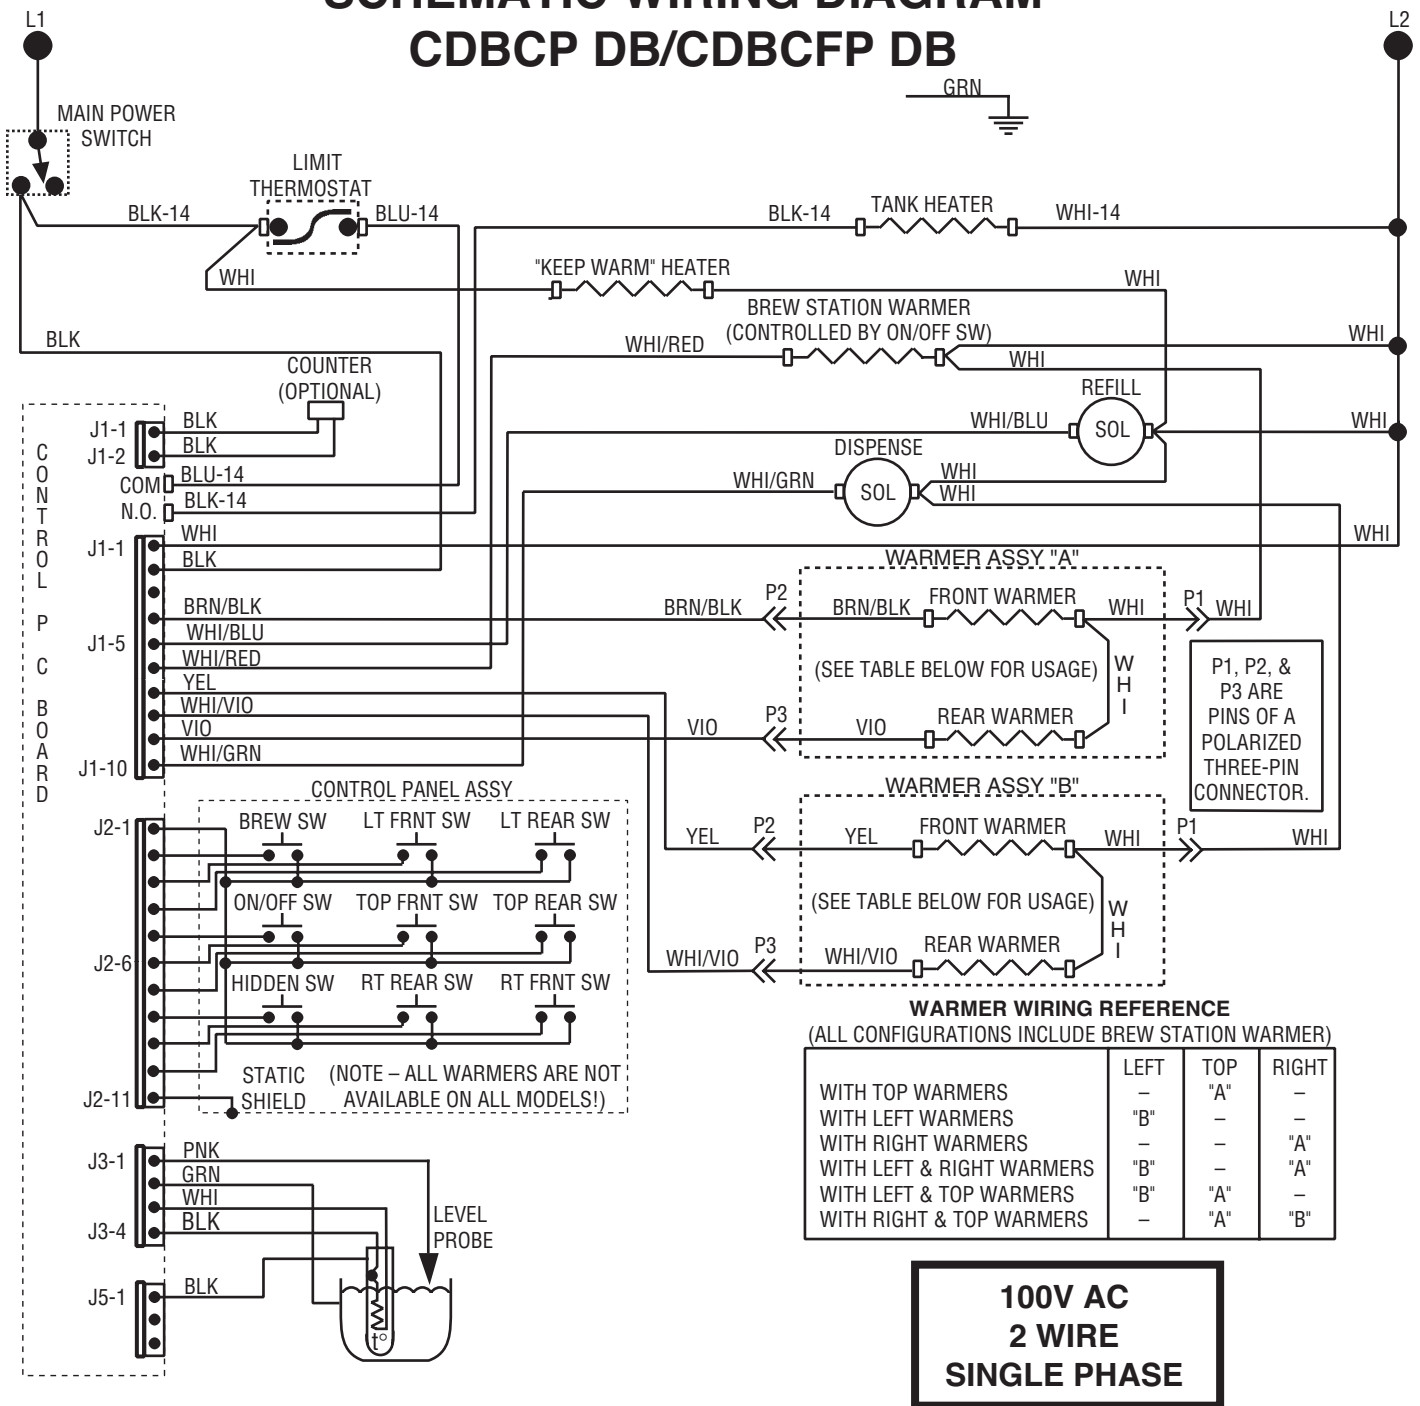 SCHEMATIC WIRING DIAGRAM
CDBCP DB/CDBCFP DB
L1
L2
GRN
MAIN POWER
SWITCH
LIMIT
THERMOSTAT
BLK-14
BLU-14
BLK-14
TANK HEATER
WHI-14
WHI
"KEEP WARM" HEATER
WHI
BREW STATION WARMER
(CONTROLLED BY ON/OFF SW)
WHI/RED
WHI
WHI
BLK
COUNTER
(OPTIONAL)
REFILL
SOL
WHI/BLU
WHI
DISPENSE
SOL
WHI/GRN
WHI
WHI
WHI
CONTROL P C BOARD
J1-1
BLK
J1-2
BLK
COM
BLU-14
N.O.
BLK-14
J1-1
WHI
BLK
BRN/BLK
J1-5
WHI/BLU
WHI/RED
YEL
WHI/VIO
VIO
J1-10
WHI/GRN
WARMER ASSY "A"
BRN/BLK
P2
BRN/BLK
FRONT WARMER
WHI
P1
WHI
(SEE TABLE BELOW FOR USAGE)
WHI
VIO
P3
VIO
REAR WARMER
P1, P2, &
P3 ARE
PINS OF A
POLARIZED
THREE-PIN
CONNECTOR.
WARMER ASSY "B"
YEL
P2
YEL
FRONT WARMER
WHI
P1
WHI
(SEE TABLE BELOW FOR USAGE)
WHI
WHI/VIO
P3
WHI/VIO
REAR WARMER
CONTROL PANEL ASSY
J2-1
BREW SW
LT FRNT SW
LT REAR SW
ON/OFF SW
TOP FRNT SW
TOP REAR SW
J2-6
HIDDEN SW
RT REAR SW
RT FRNT SW
J2-11
STATIC
SHIELD
(NOTE – ALL WARMERS ARE NOT
AVAILABLE ON ALL MODELS!)
WARMER WIRING REFERENCE
(ALL CONFIGURATIONS INCLUDE BREW STATION WARMER)
LEFT TOP RIGHT
WITH TOP WARMERS – "A" –
WITH LEFT WARMERS "B" – –
WITH RIGHT WARMERS – – "A"
WITH LEFT & RIGHT WARMERS "B" – "A"
WITH LEFT & TOP WARMERS "B" "A" –
WITH RIGHT & TOP WARMERS – "A" "B"
J3-1
PNK
GRN
WHI
J3-4
BLK
LEVEL
PROBE
J5-1
BLK
t°
100V AC
2 WIRE
SINGLE PHASE